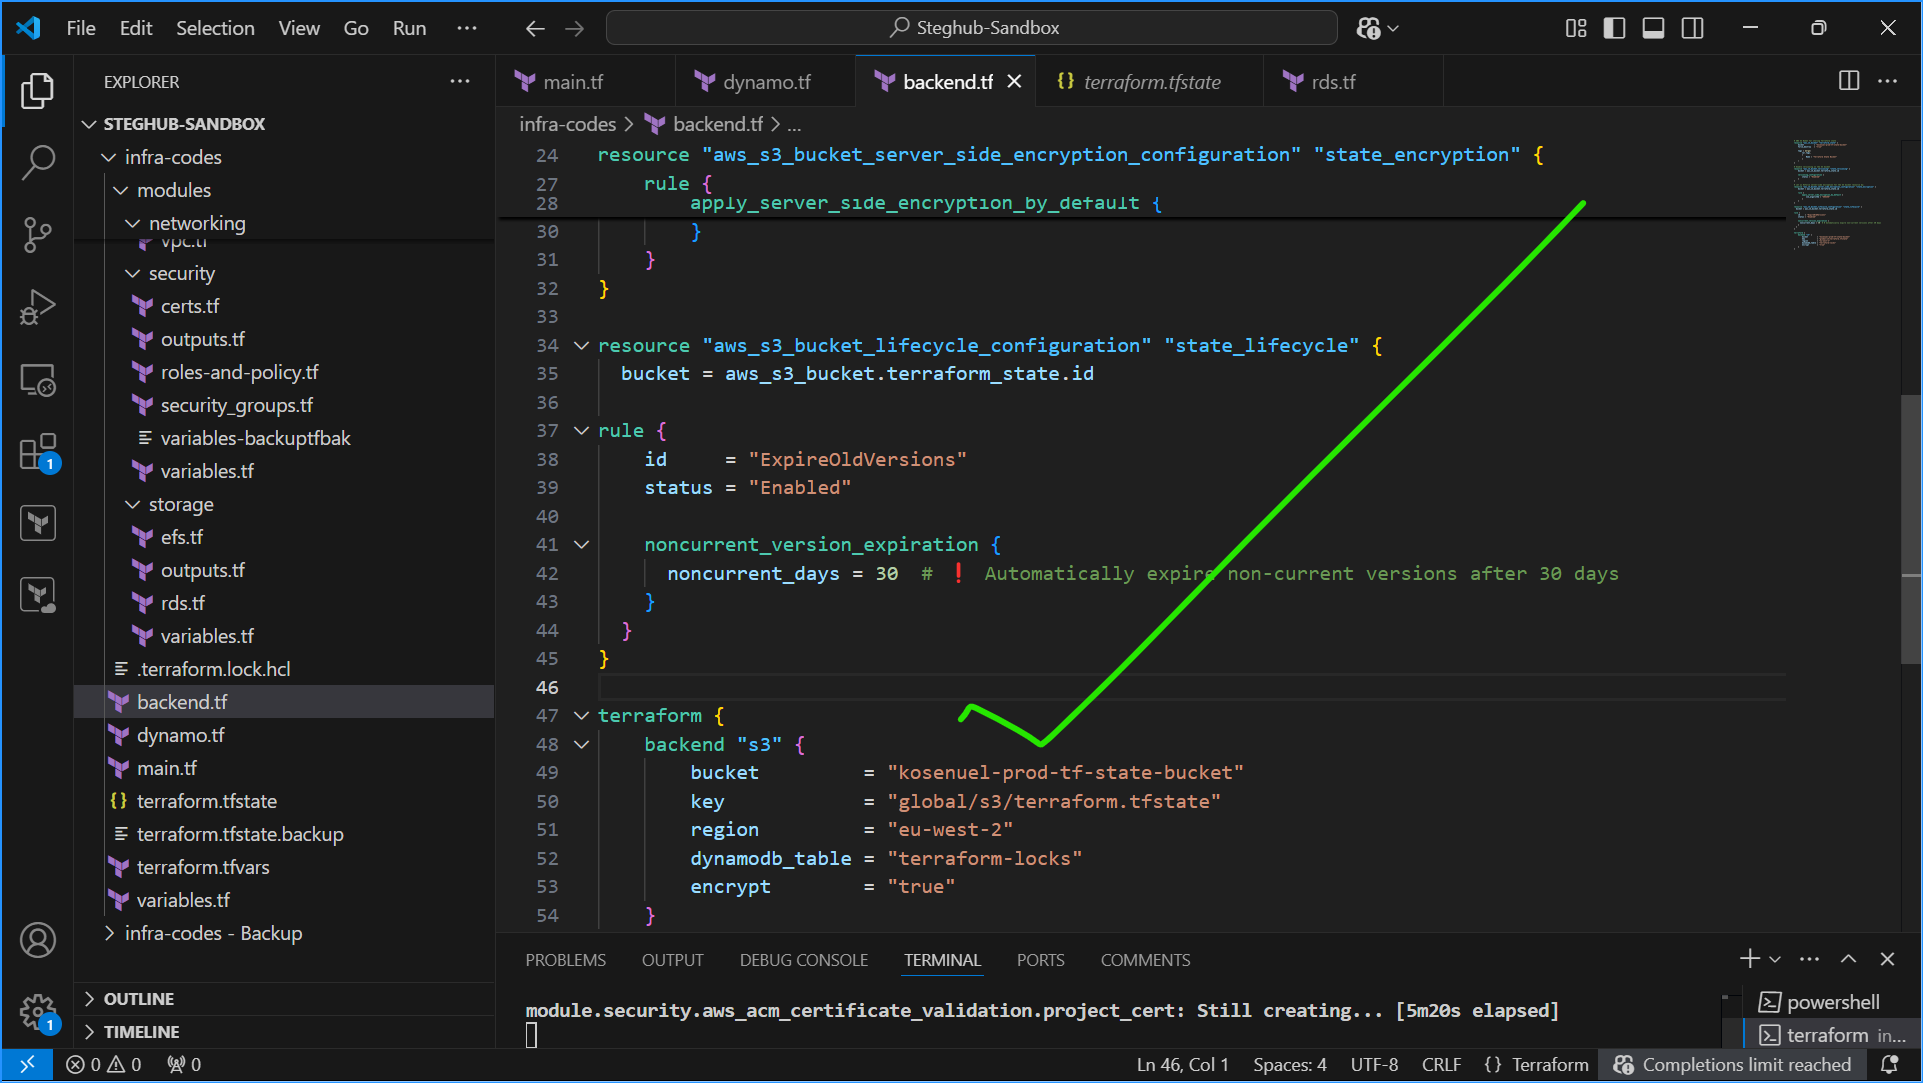 File Edit Selection View Go Run ...
Steghub-Sandbox
EXPLORER
STEGHUB-SANDBOX
infra-codes
modules
networking
vpc.tf
security
certs.tf
outputs.tf
roles-and-policy.tf
security_groups.tf
variables-backuptfbak
variables.tf
storage
efs.tf
outputs.tf
rds.tf
variables.tf
.terraform.lock.hcl
backend.tf
dynamo.tf
main.tf
{} terraform.tfstate
terraform.tfstate.backup
terraform.tfvars
variables.tf
infra-codes - Backup
OUTLINE
TIMELINE
1
1
main.tf dynamo.tf backend.tf {} terraform.tfstate rds.tf
infra-codes > backend.tf > ...
24 resource "aws_s3_bucket_server_side_encryption_configuration" "state_encryption" {
27 rule {
28 apply_server_side_encryption_by_default {
30 }
31 }
32 }
33
34 resource "aws_s3_bucket_lifecycle_configuration" "state_lifecycle" {
35 bucket = aws_s3_bucket.terraform_state.id
36
37 rule {
38 id = "ExpireOldVersions"
39 status = "Enabled"
40
41 noncurrent_version_expiration {
42 noncurrent_days = 30 # ❗ Automatically expire non-current versions after 30 days
43 }
44 }
45 }
46
47 terraform {
48 backend "s3" {
49 bucket = "kosenuel-prod-tf-state-bucket"
50 key = "global/s3/terraform.tfstate"
51 region = "eu-west-2"
52 dynamodb_table = "terraform-locks"
53 encrypt = "true"
54 }
PROBLEMS OUTPUT DEBUG CONSOLE TERMINAL PORTS COMMENTS
module.security.aws_acm_certificate_validation.project_cert: Still creating... [5m20s elapsed]
powershell
terraform in...
0 0 0 Ln 46, Col 1 Spaces: 4 UTF-8 CRLF {} Terraform Completions limit reached